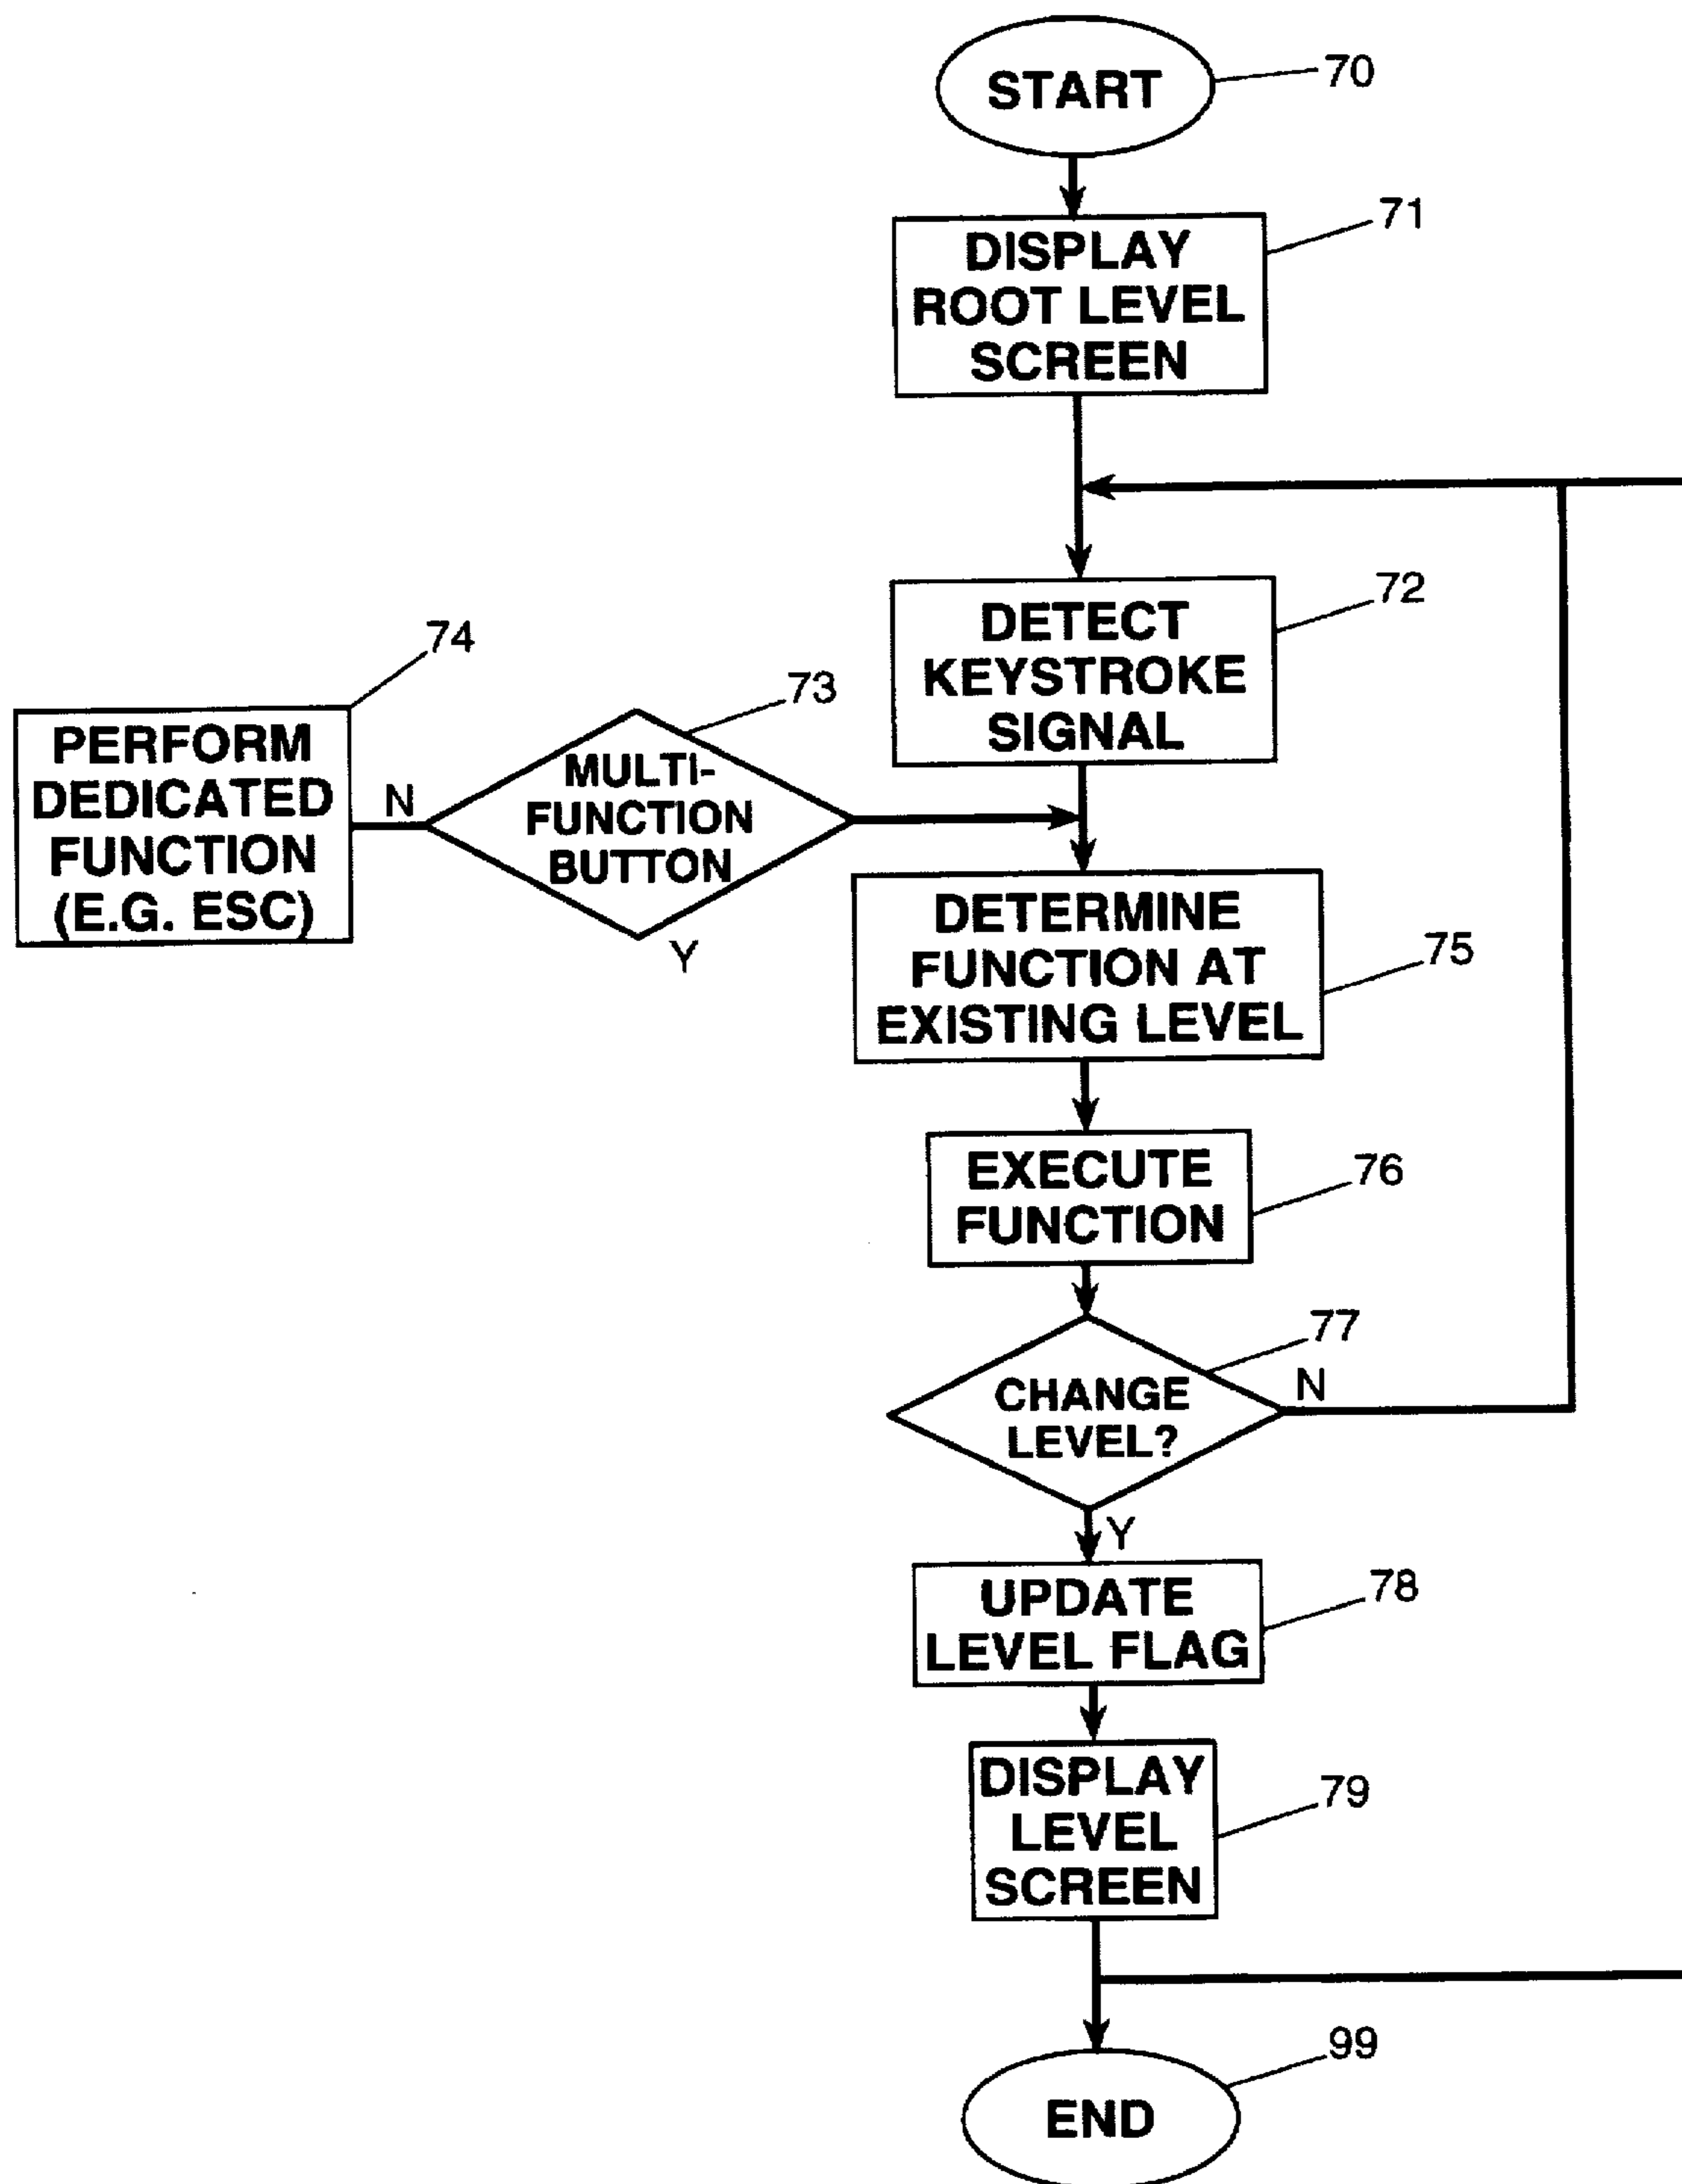 START
70
DISPLAY
ROOT LEVEL
SCREEN
71
DETECT
KEYSTROKE
SIGNAL
72
MULTI-
FUNCTION
BUTTON
73
N
Y
PERFORM
DEDICATED
FUNCTION
(E.G. ESC)
74
DETERMINE
FUNCTION AT
EXISTING LEVEL
75
EXECUTE
FUNCTION
76
CHANGE
LEVEL?
77
N
Y
UPDATE
LEVEL FLAG
78
DISPLAY
LEVEL
SCREEN
79
END
99